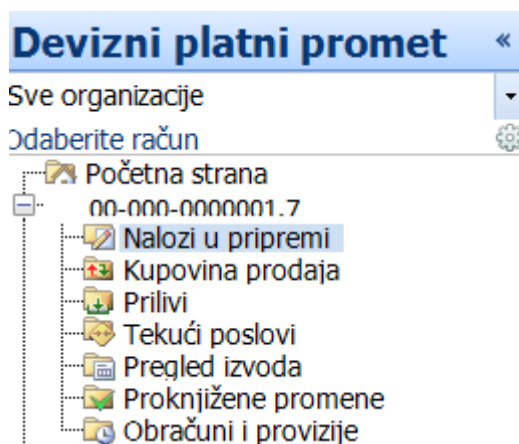 Devizni platni promet «
Sve organizacije
Odaberite račun
Početna strana
00-000-0000001.7
Nalozi u pripremi
Kupovina prodaja
Prilivi
Tekući poslovi
Pregled izvoda
Proknjižene promene
Obračuni i provizije